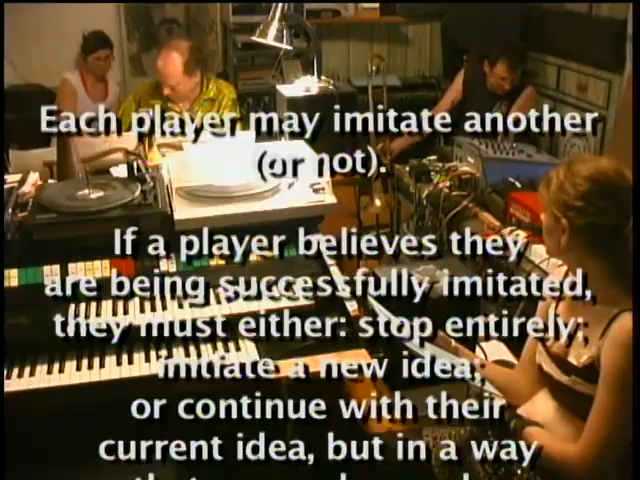 Each player may imitate another
(or not).
If a player believes they
are being successfully imitated,
they must either: stop entirely;
initiate a new idea;
or continue with their
current idea, but in a way